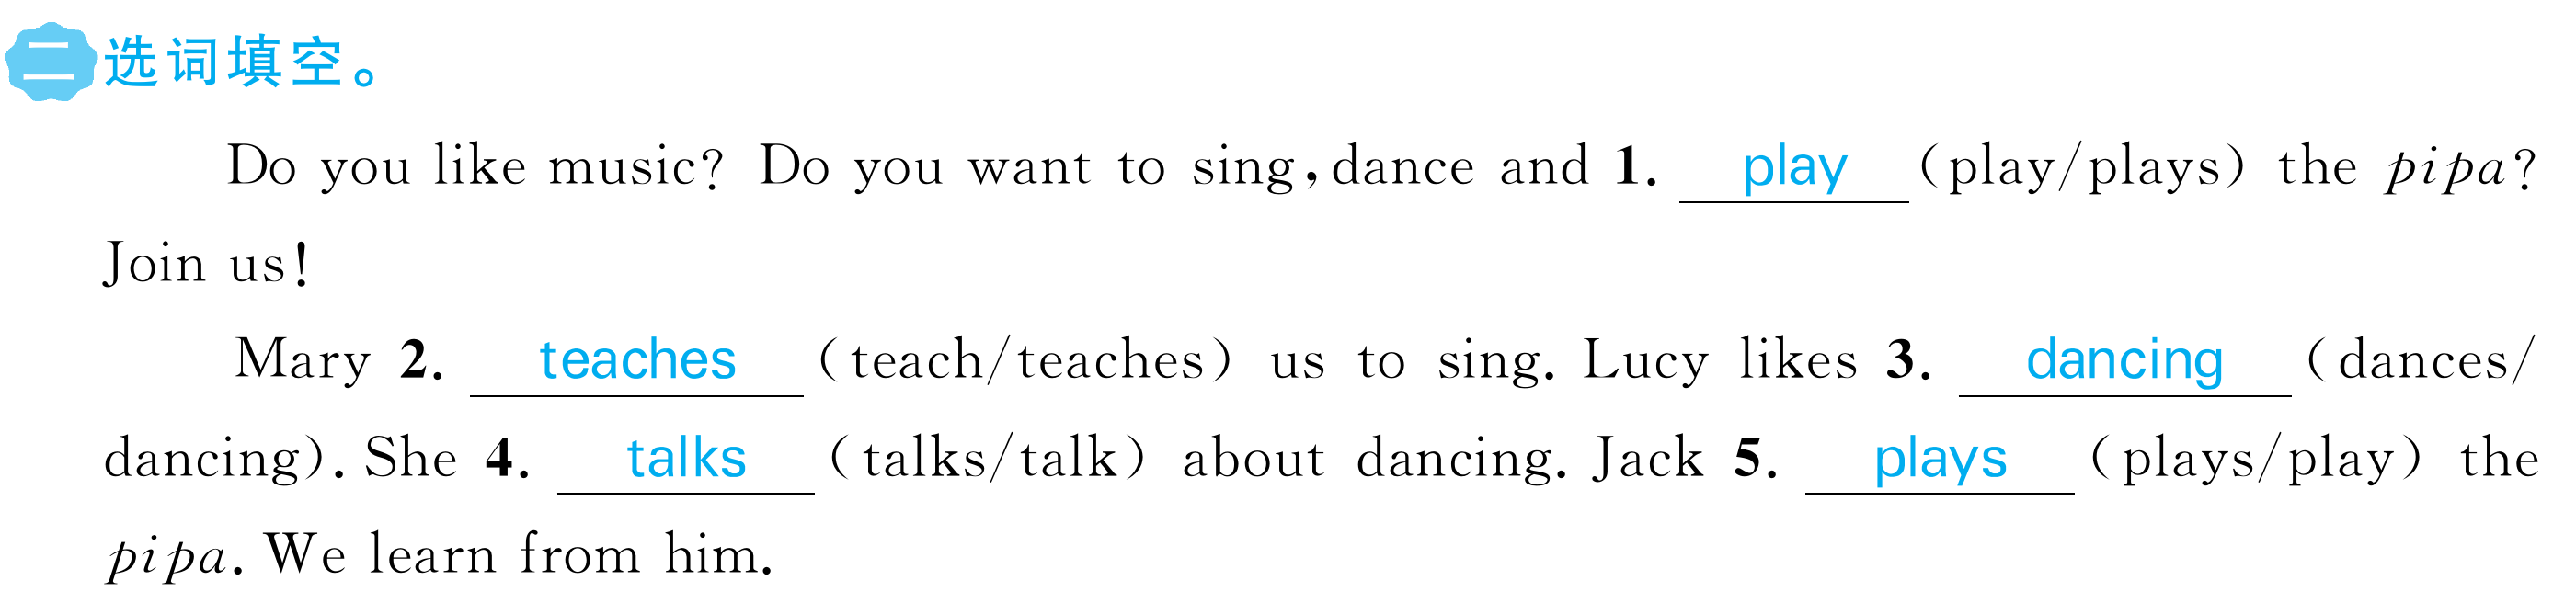 二 选词填空。
Do you like music? Do you want to sing, dance and 1. play (play/plays) the pipa?
Join us!
Mary 2. teaches (teach/teaches) us to sing. Lucy likes 3. dancing (dances/
dancing). She 4. talks (talks/talk) about dancing. Jack 5. plays (plays/play) the
pipa. We learn from him.